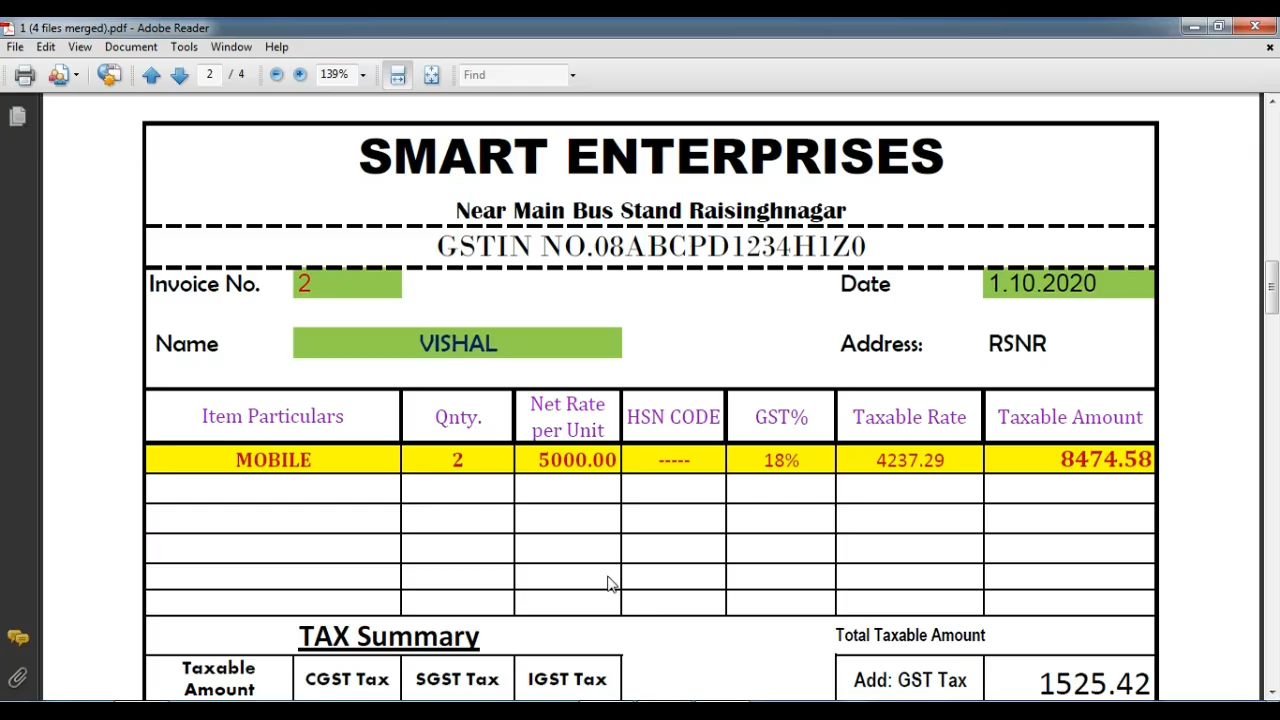 1 (4 files merged).pdf - Adobe Reader
File Edit View Document Tools Window Help
2 / 4 139% Find
SMART ENTERPRISES
Near Main Bus Stand Raisinghnagar
GSTIN NO.08ABCPD1234H1Z0
Invoice No. 2 Date 1.10.2020
Name VISHAL Address: RSNR
Item Particulars Qnty. Net Rate per Unit HSN CODE GST% Taxable Rate Taxable Amount
MOBILE 2 5000.00 ----- 18% 4237.29 8474.58
TAX Summary Total Taxable Amount
Taxable Amount CGST Tax SGST Tax IGST Tax Add: GST Tax 1525.42